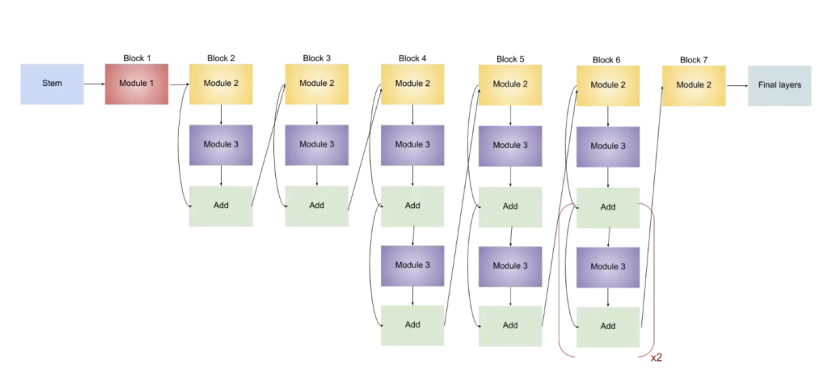 Block 1
Block 2
Block 3
Block 4
Block 5
Block 6
Block 7
Stem
Module 1
Module 2
Module 2
Module 2
Module 2
Module 2
Module 2
Final layers
Module 3
Module 3
Module 3
Module 3
Module 3
Add
Add
Add
Add
Add
Module 3
Module 3
Module 3
Add
Add
Add
x2